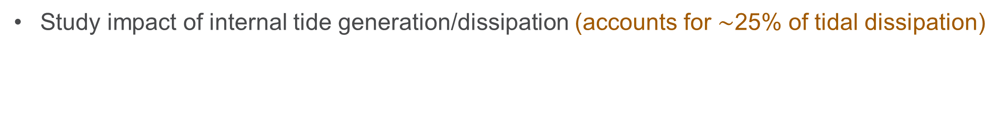 • Study impact of internal tide generation/dissipation (accounts for ~25% of tidal dissipation)